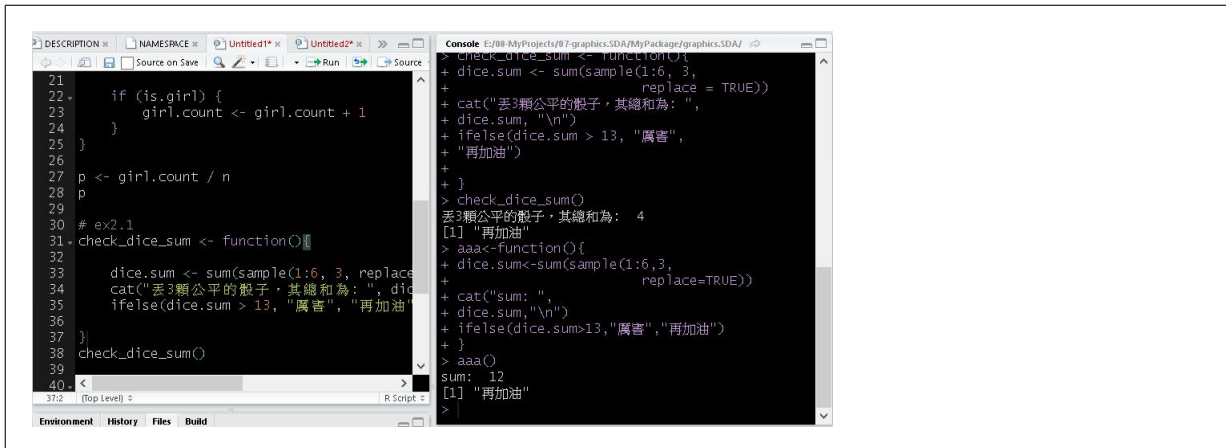 DESCRIPTION × NAMESPACE × Untitled1* × Untitled2* ×
Source on Save Run Source
21
22 if (is.girl) {
23 girl.count <- girl.count + 1
24 }
25 }
26
27 p <- girl.count / n
28 p
29
30 # ex2.1
31 check_dice_sum <- function(){
32
33 dice.sum <- sum(sample(1:6, 3, replace
34 cat("丟3顆公平的骰子,其總和為: ", dic
35 ifelse(dice.sum > 13, "厲害", "再加油"
36
37 }
38 check_dice_sum()
39
40
37:2 (Top Level) R Script
Environment History Files Build
Console E:/08-MyProjects/07-graphics.SDA/MyPackage/graphics.SDA/
> check_dice_sum <- function(){
+ dice.sum <- sum(sample(1:6, 3,
+ replace = TRUE))
+ cat("丟3顆公平的骰子,其總和為: ",
+ dice.sum, "\n")
+ ifelse(dice.sum > 13, "厲害",
+ "再加油")
+
+ }
> check_dice_sum()
丟3顆公平的骰子,其總和為: 4
[1] "再加油"
> aaa<-function(){
+ dice.sum<-sum(sample(1:6,3,
+ replace=TRUE))
+ cat("sum: ",
+ dice.sum,"\n")
+ ifelse(dice.sum>13,"厲害","再加油")
+ }
> aaa()
sum: 12
[1] "再加油"
>